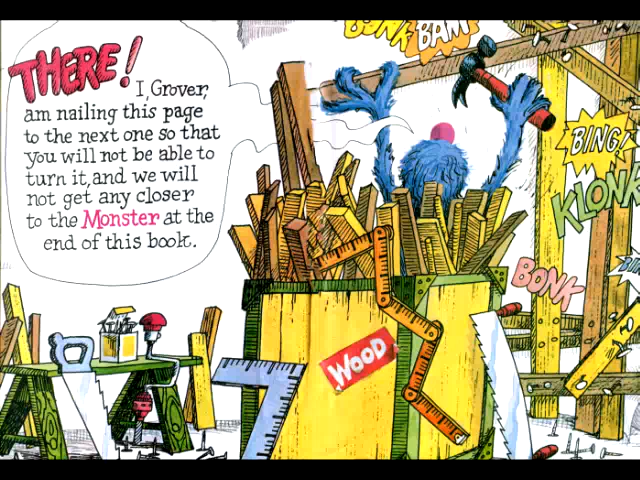 THERE!
I, Grover,
am nailing this page
to the next one so that
you will not be able to
turn it, and we will
not get any closer
to the Monster at the
end of this book.
BONK
BAM!
BING!
KLONK
BONK
WOOD